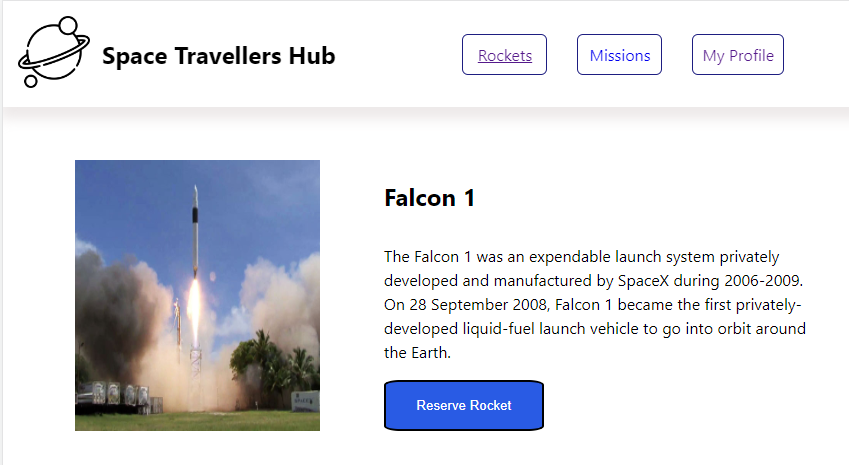 Space Travellers Hub
Rockets
Missions
My Profile
Falcon 1
The Falcon 1 was an expendable launch system privately
developed and manufactured by SpaceX during 2006-2009.
On 28 September 2008, Falcon 1 became the first privately-
developed liquid-fuel launch vehicle to go into orbit around
the Earth.
Reserve Rocket